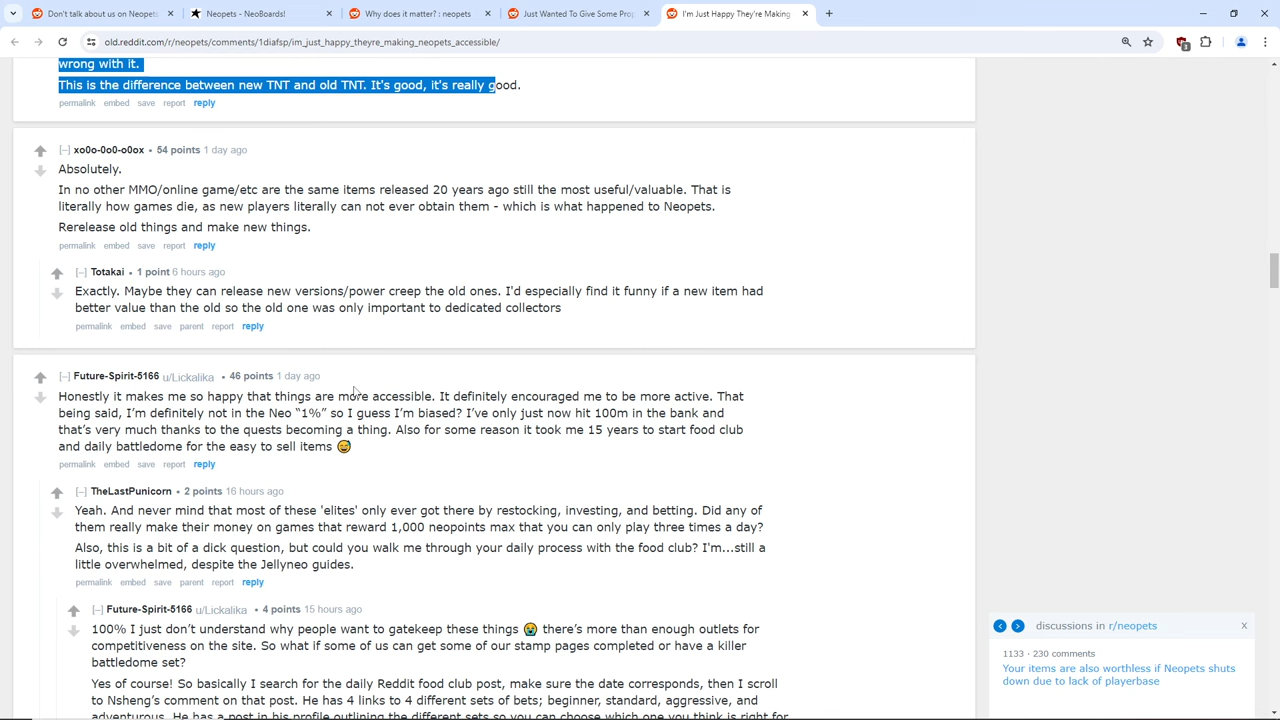 Don't talk about us on Neopets
Neopets - NeoBoards!
Why does it matter? : neopets
Just Wanted To Give Some Pro
I'm Just Happy They're Making
old.reddit.com/r/neopets/comments/1diafsp/im_just_happy_theyre_making_neopets_accessible/
3
wrong with it.
This is the difference between new TNT and old TNT. It's good, it's really good.
permalink embed save report reply
[–] xo0o-0o0-o0ox • 54 points 1 day ago
Absolutely.
In no other MMO/online game/etc are the same items released 20 years ago still the most useful/valuable. That is
literally how games die, as new players literally can not ever obtain them - which is what happened to Neopets.
Rerelease old things and make new things.
permalink embed save report reply
[–] Totakai • 1 point 6 hours ago
Exactly. Maybe they can release new versions/power creep the old ones. I'd especially find it funny if a new item had
better value than the old so the old one was only important to dedicated collectors
permalink embed save parent report reply
[–] Future-Spirit-5166 u/Lickalika • 46 points 1 day ago
Honestly it makes me so happy that things are more accessible. It definitely encouraged me to be more active. That
being said, I'm definitely not in the Neo “1%” so I guess I'm biased? I've only just now hit 100m in the bank and
that's very much thanks to the quests becoming a thing. Also for some reason it took me 15 years to start food club
and daily battledome for the easy to sell items 😅
permalink embed save report reply
[–] TheLastPunicorn • 2 points 16 hours ago
Yeah. And never mind that most of these 'elites' only ever got there by restocking, investing, and betting. Did any of
them really make their money on games that reward 1,000 neopoints max that you can only play three times a day?
Also, this is a bit of a dick question, but could you walk me through your daily process with the food club? I'm...still a
little overwhelmed, despite the Jellyneo guides.
permalink embed save parent report reply
[–] Future-Spirit-5166 u/Lickalika • 4 points 15 hours ago
100% I just don't understand why people want to gatekeep these things 😭 there's more than enough outlets for
competitiveness on the site. So what if some of us can get some of our stamp pages completed or have a killer
battledome set?
Yes of course! So basically I search for the daily Reddit food club post, make sure the date corresponds, then I scroll
to Nsheng's comment on that post. He has 4 links to 4 different sets of bets; beginner, standard, aggressive, and
adventurous. He has a post in his profile outlining the different sets so you can choose which one you think is right for
discussions in r/neopets X
1133 · 230 comments
Your items are also worthless if Neopets shuts
down due to lack of playerbase